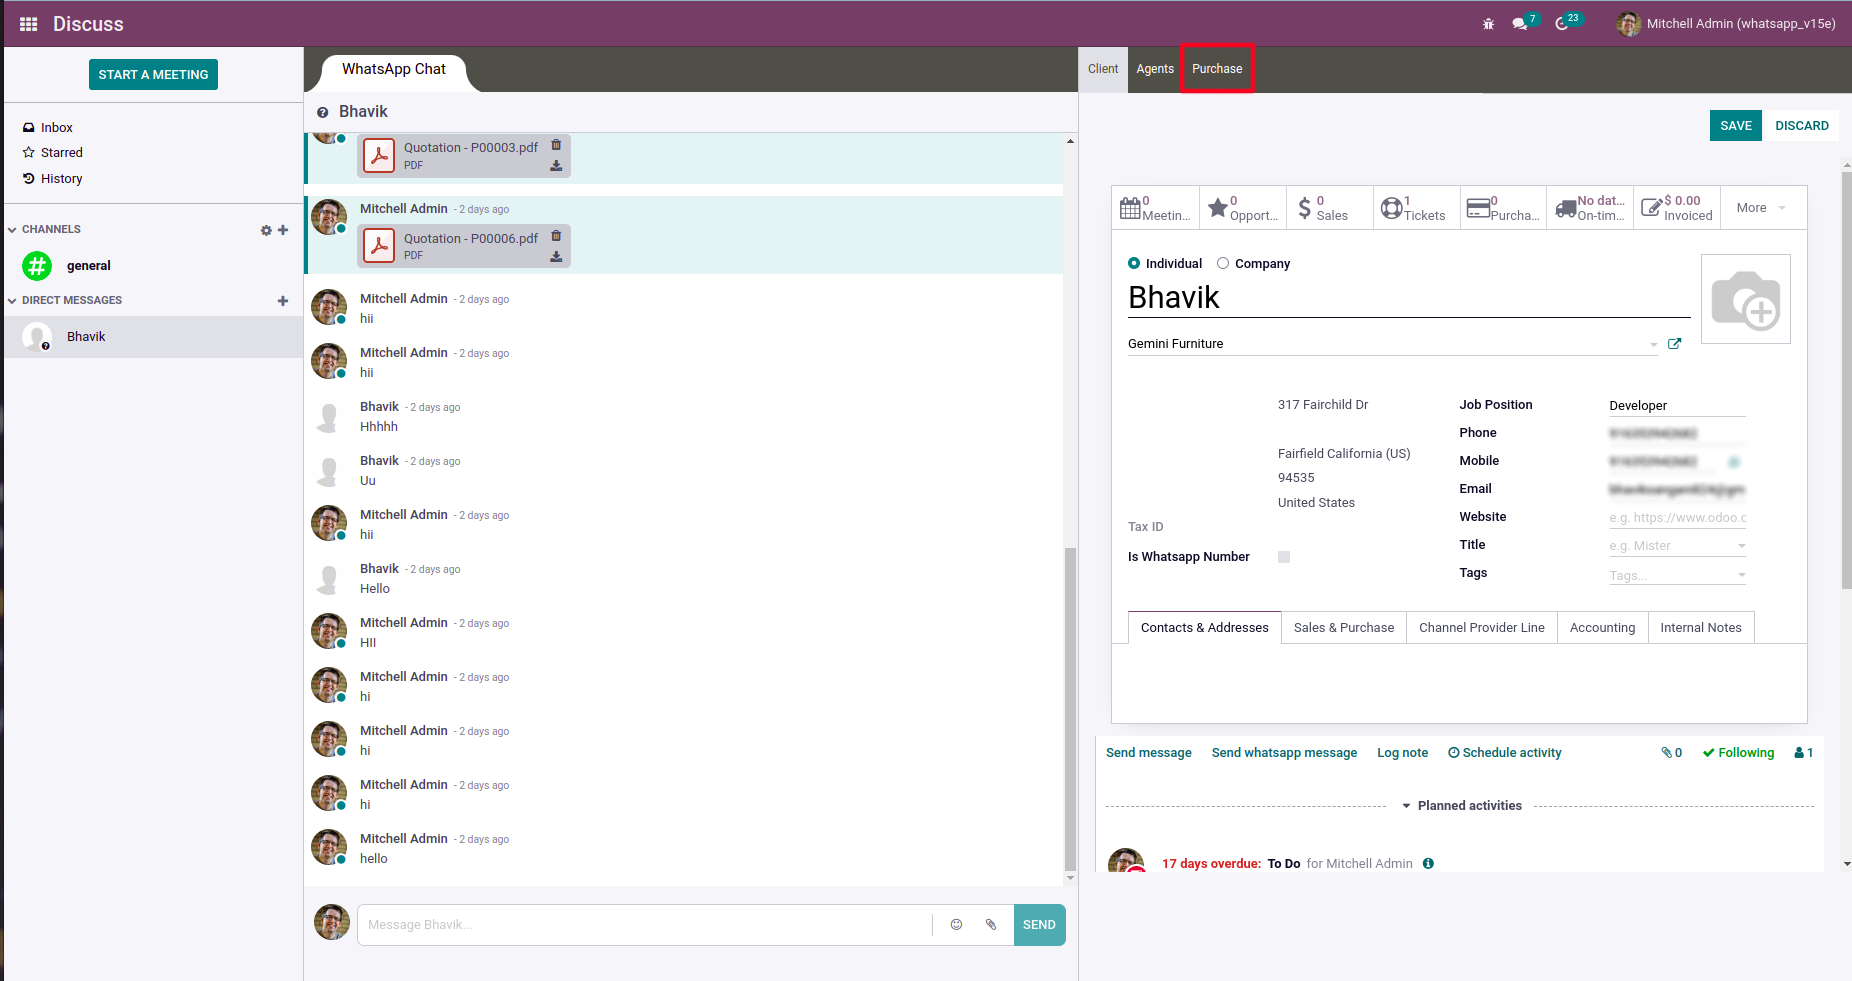 Discuss
7
23
Mitchell Admin (whatsapp_v15e)
START A MEETING
Inbox
Starred
History
CHANNELS
general
DIRECT MESSAGES
Bhavik
WhatsApp Chat
Bhavik
Quotation - P00003.pdf
PDF
Mitchell Admin - 2 days ago
Quotation - P00006.pdf
PDF
Mitchell Admin - 2 days ago
hii
Mitchell Admin - 2 days ago
hii
Bhavik - 2 days ago
Hhhhh
Bhavik - 2 days ago
Uu
Mitchell Admin - 2 days ago
hii
Bhavik - 2 days ago
Hello
Mitchell Admin - 2 days ago
HII
Mitchell Admin - 2 days ago
hi
Mitchell Admin - 2 days ago
hi
Mitchell Admin - 2 days ago
hi
Mitchell Admin - 2 days ago
hello
Message Bhavik...
SEND
Client Agents Purchase
SAVE DISCARD
0
Meetin...
0
Opport...
0
Sales
1
Tickets
0
Purcha...
No dat...
On-tim...
$ 0.00
Invoiced
More
Individual Company
Bhavik
Gemini Furniture
317 Fairchild Dr
Fairfield California (US)
94535
United States
Tax ID
Is Whatsapp Number
Job Position Developer
Phone
Mobile
Email
Website e.g. https://www.odoo.c
Title e.g. Mister
Tags Tags...
Contacts & Addresses Sales & Purchase Channel Provider Line Accounting Internal Notes
Send message Send whatsapp message Log note Schedule activity 0 Following 1
Planned activities
17 days overdue: To Do for Mitchell Admin